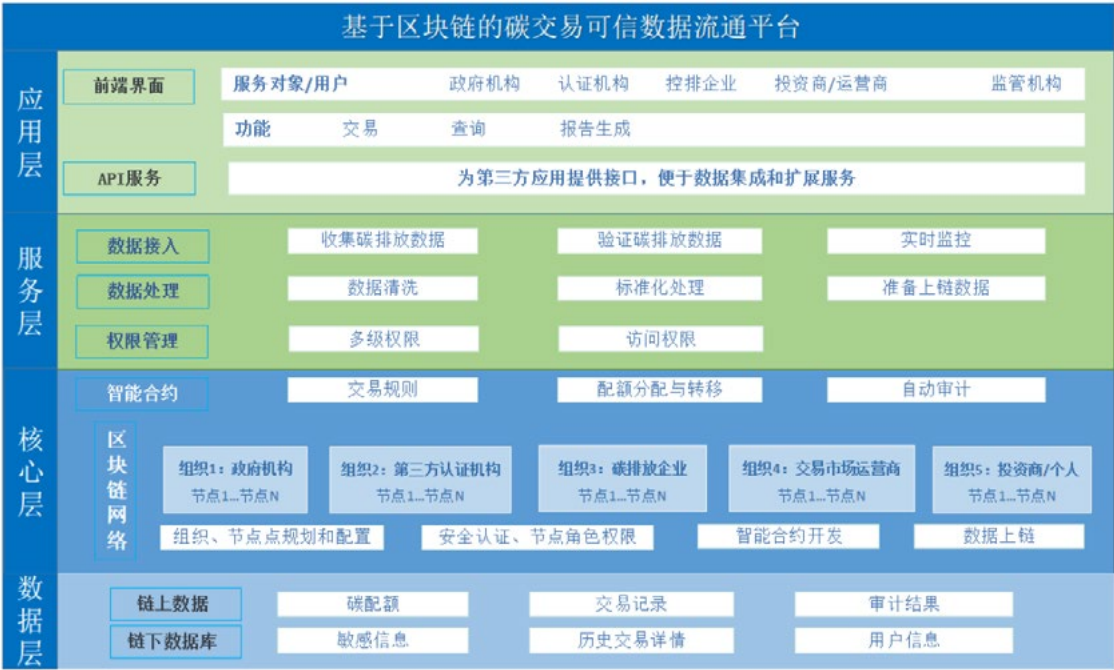 基于区块链的碳交易可信数据流通平台
应用层
前端界面
服务对象/用户 政府机构 认证机构 控排企业 投资商/运营商 监管机构
功能 交易 查询 报告生成
API服务
为第三方应用提供接口，便于数据集成和扩展服务
服务层
数据接入 收集碳排放数据 验证碳排放数据 实时监控
数据处理 数据清洗 标准化处理 准备上链数据
权限管理 多级权限 访问权限
核心层
智能合约 交易规则 配额分配与转移 自动审计
区块链网络
组织1：政府机构
节点1…节点N
组织2：第三方认证机构
节点1…节点N
组织3：碳排放企业
节点1…节点N
组织4：交易市场运营商
节点1…节点N
组织5：投资商/个人
节点1…节点N
组织、节点点规划和配置 安全认证、节点角色权限 智能合约开发 数据上链
数据层
链上数据 碳配额 交易记录 审计结果
链下数据库 敏感信息 历史交易详情 用户信息